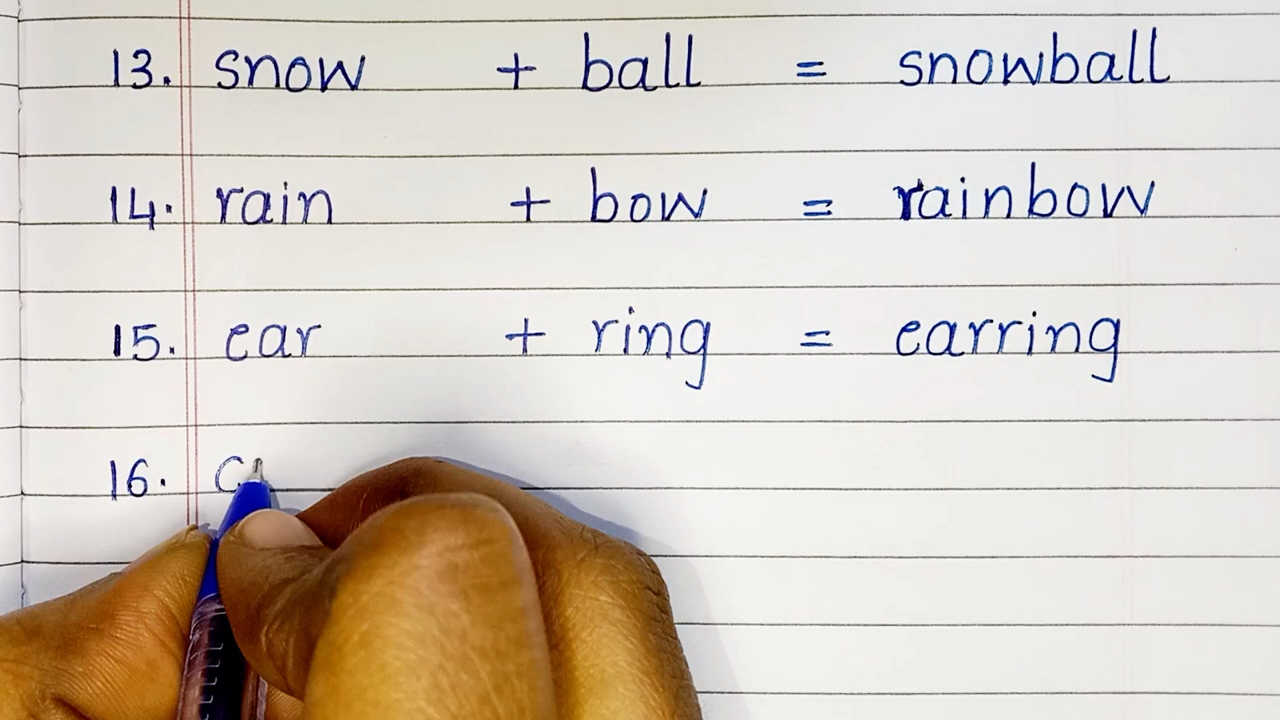 13. snow + ball = snowball
14. rain + bow = rainbow
15. ear + ring = earring
16. c